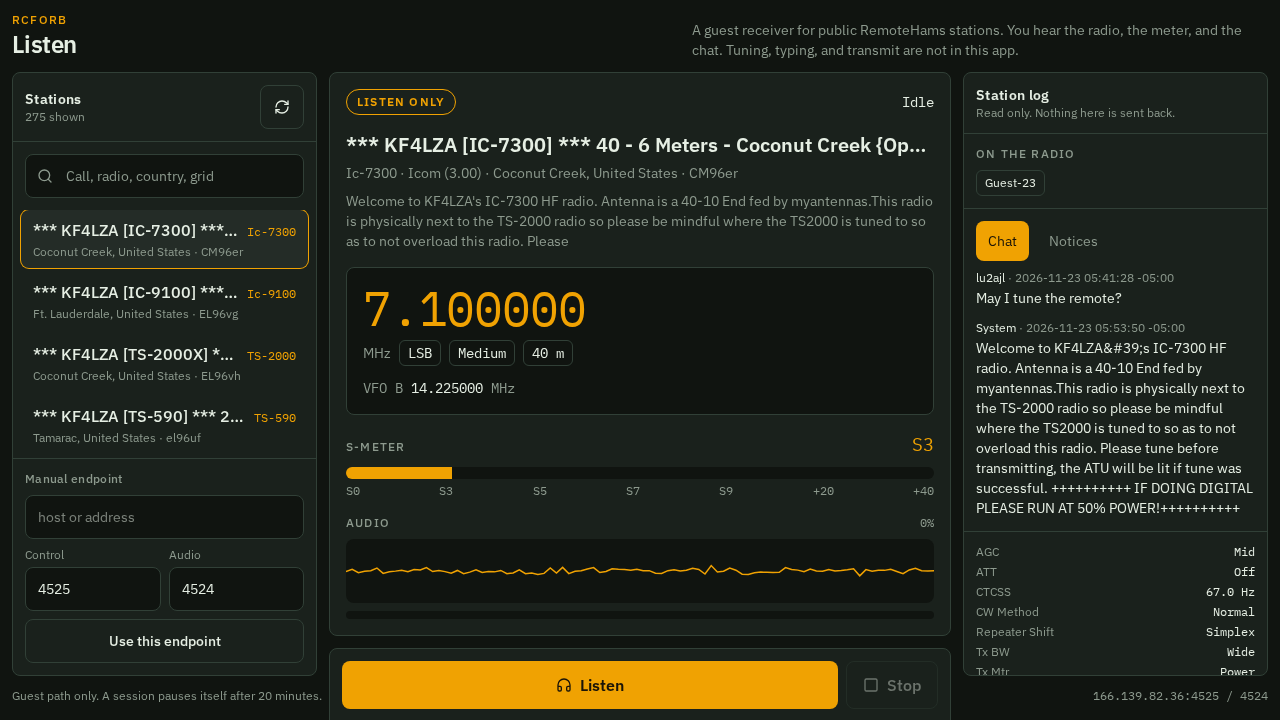 RCFORB
Listen
A guest receiver for public RemoteHams stations. You hear the radio, the meter, and the
chat. Tuning, typing, and transmit are not in this app.
Stations
275 shown
Call, radio, country, grid
*** KF4LZA [IC-7300] ***... Ic-7300
Coconut Creek, United States · CM96er
*** KF4LZA [IC-9100] ***... Ic-9100
Ft. Lauderdale, United States · EL96vg
*** KF4LZA [TS-2000X] *... TS-2000
Coconut Creek, United States · EL96vh
*** KF4LZA [TS-590] *** 2... TS-590
Tamarac, United States · el96uf
Manual endpoint
host or address
Control Audio
4525 4524
Use this endpoint
Guest path only. A session pauses itself after 20 minutes.
LISTEN ONLY Idle
*** KF4LZA [IC-7300] *** 40 - 6 Meters - Coconut Creek {Op...
Ic-7300 · Icom (3.00) · Coconut Creek, United States · CM96er
Welcome to KF4LZA's IC-7300 HF radio. Antenna is a 40-10 End fed by myantennas.This radio
is physically next to the TS-2000 radio so please be mindful where the TS2000 is tuned to so
as to not overload this radio. Please
7.100000
MHz LSB Medium 40 m
VFO B 14.225000 MHz
S-METER S3
S0 S3 S5 S7 S9 +20 +40
AUDIO 0%
Listen Stop
Station log
Read only. Nothing here is sent back.
ON THE RADIO
Guest-23
Chat Notices
lu2ajl · 2026-11-23 05:41:28 -05:00
May I tune the remote?
System · 2026-11-23 05:53:50 -05:00
Welcome to KF4LZA&#39;s IC-7300 HF
radio. Antenna is a 40-10 End fed by
myantennas.This radio is physically next to
the TS-2000 radio so please be mindful
where the TS2000 is tuned to so as to not
overload this radio. Please tune before
transmitting, the ATU will be lit if tune was
successful. ++++++++++ IF DOING DIGITAL
PLEASE RUN AT 50% POWER!++++++++++
AGC Mid
ATT Off
CTCSS 67.0 Hz
CW Method Normal
Repeater Shift Simplex
Tx BW Wide
Tx Mtr Power
166.139.82.36:4525 / 4524